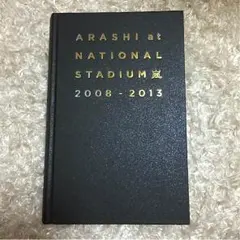 ARASHI at
NATIONAL
STADIUM 嵐
2008 - 2013